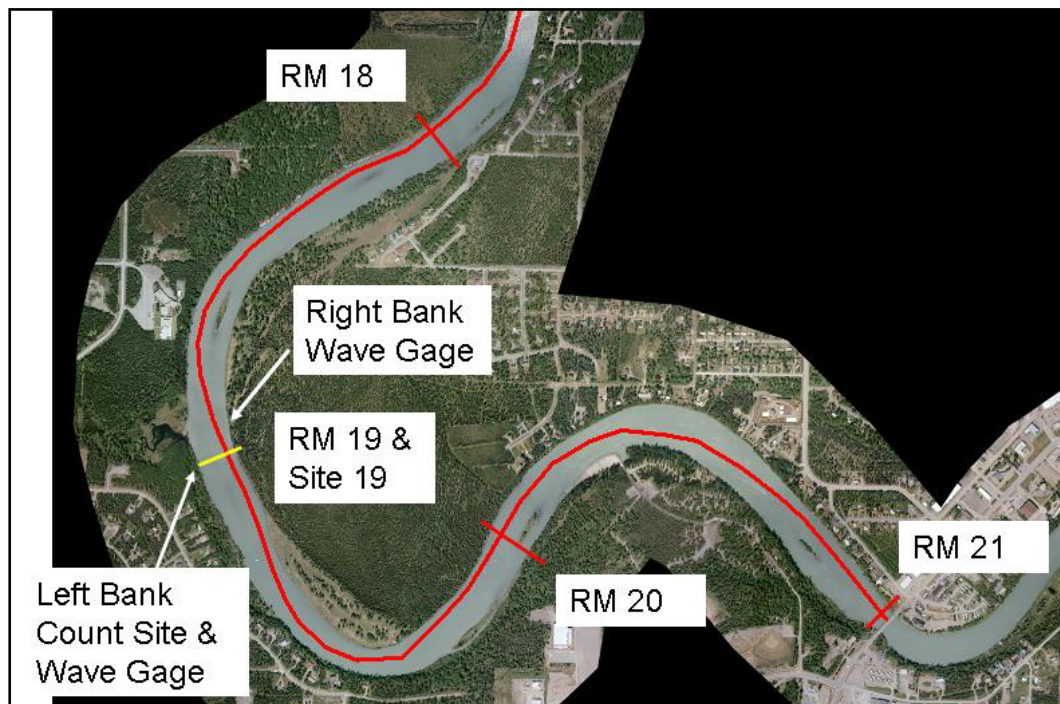 RM 18
Right Bank
Wave Gage
RM 19 &
Site 19
RM 21
RM 20
Left Bank
Count Site &
Wave Gage